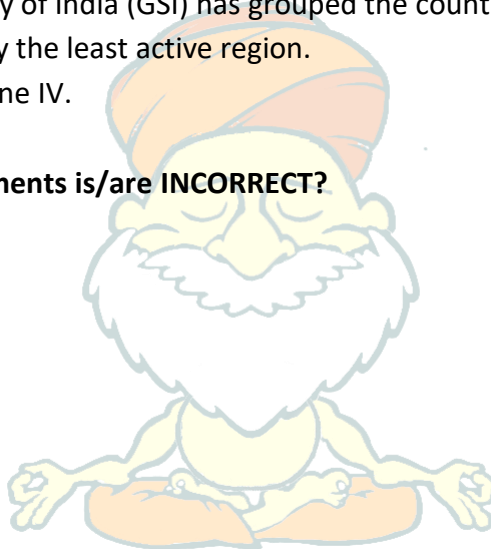 y of India (GSI) has grouped the count
y the least active region.
ne IV.
ments is/are INCORRECT?